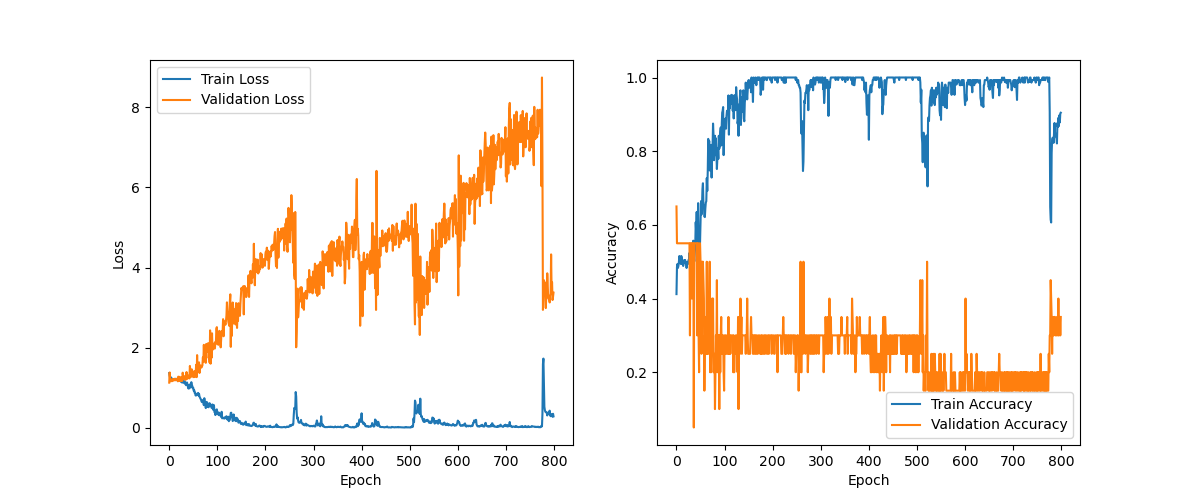 Train Loss
Validation Loss
8
6
4
2
0
Loss
0 100 200 300 400 500 600 700 800
Epoch
1.0
0.8
0.6
0.4
0.2
Accuracy
Train Accuracy
Validation Accuracy
0 100 200 300 400 500 600 700 800
Epoch